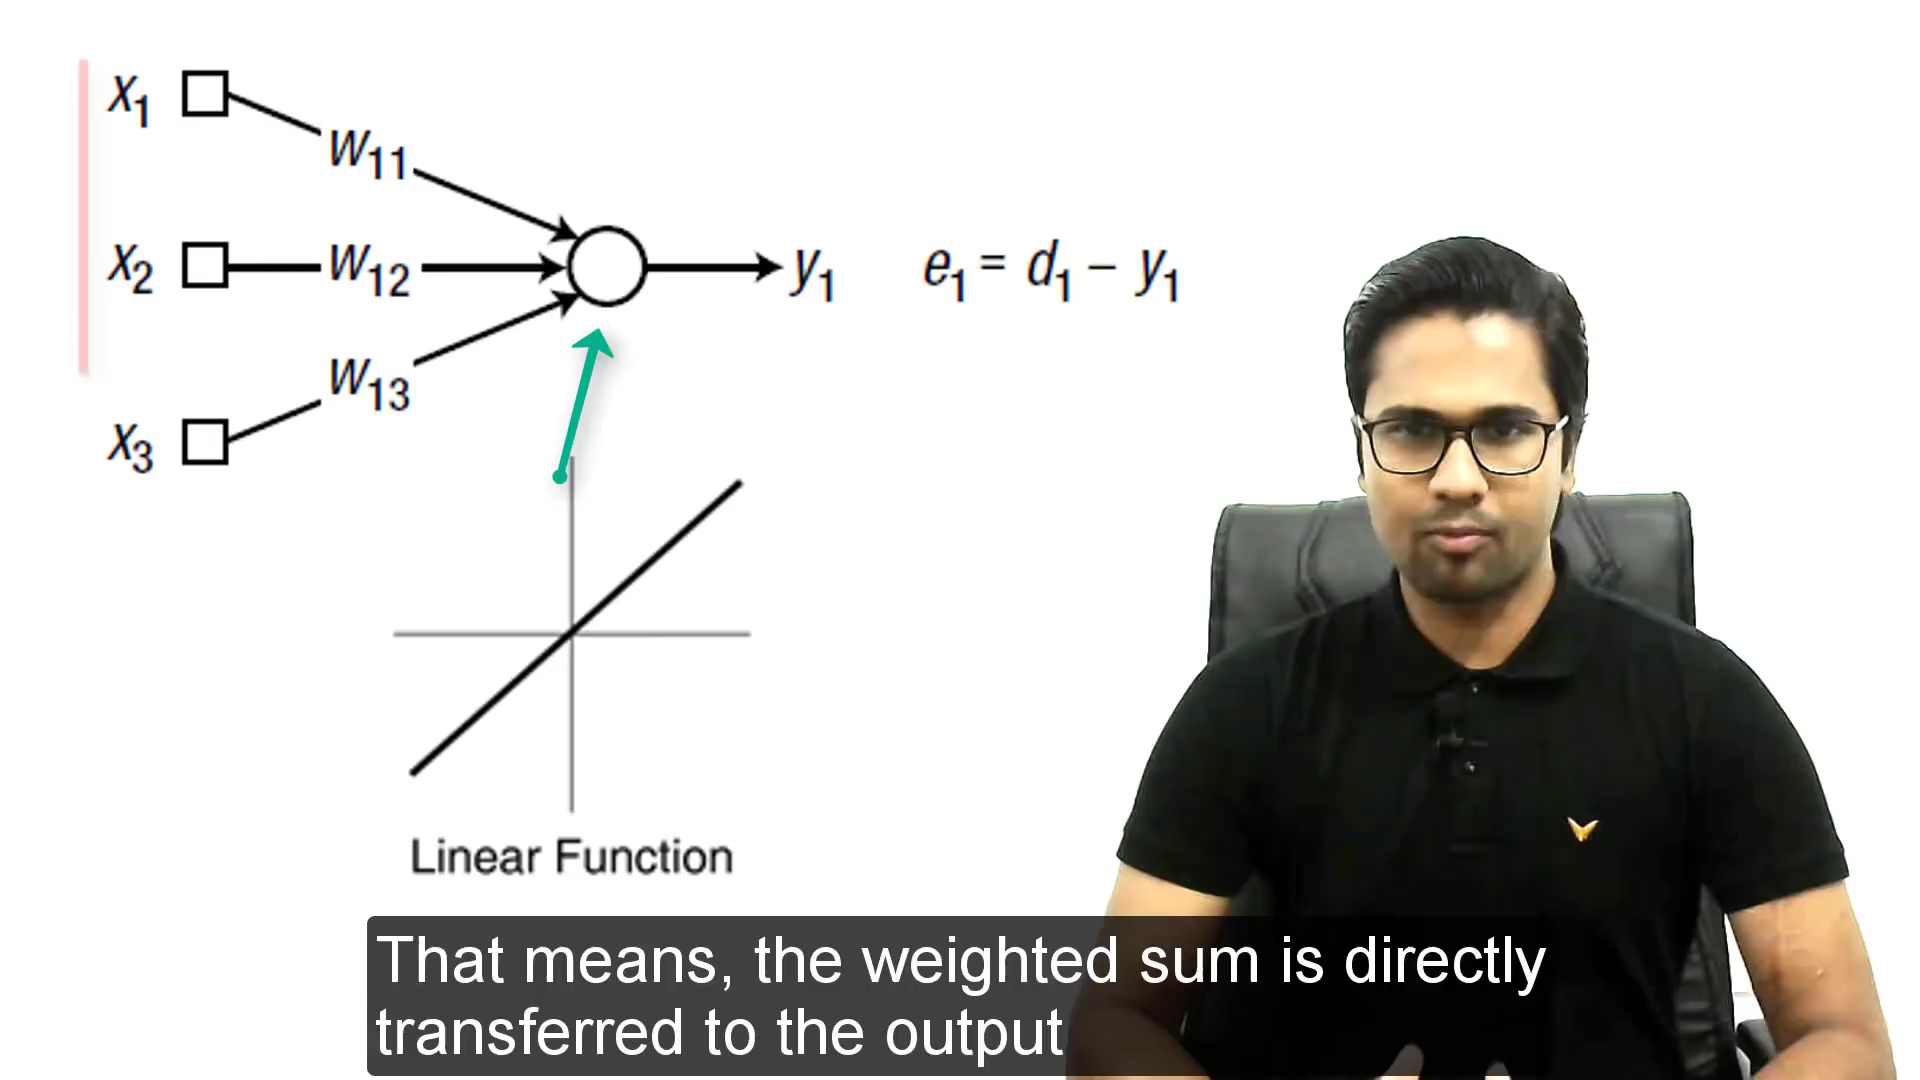 x1
w11
x2
w12
y1
e1 = d1 – y1
w13
x3
Linear Function
That means, the weighted sum is directly
transferred to the output